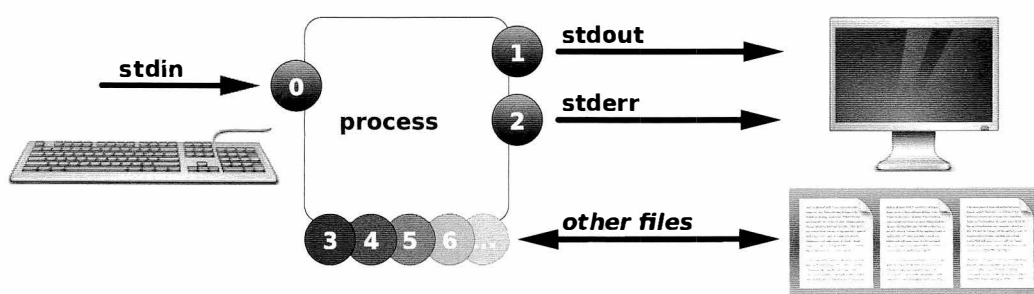 stdin
0
process
1
stdout
2
stderr
3 4 5 6 ...
other files